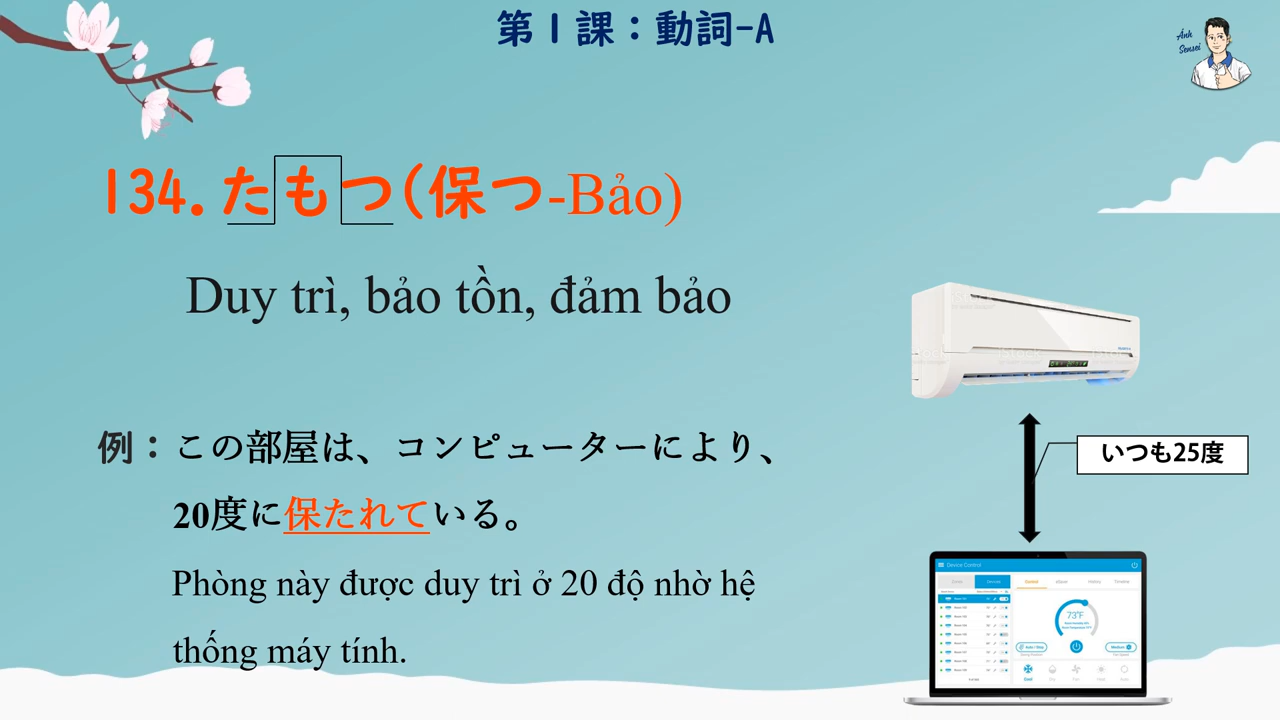 第1課：動詞-A
Anh
Sensei
134. たもつ(保つ-Bảo)
Duy trì, bảo tồn, đảm bảo
例：この部屋は、コンピューターにより、
20度に保たれている。
Phòng này được duy trì ở 20 độ nhờ hệ
thống máy tính.
いつも25度
Device Control
73°F